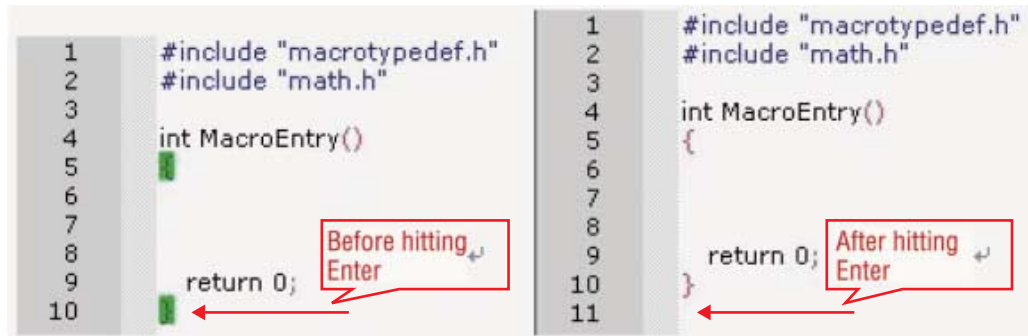 1 #include "macrotypedef.h"
2 #include "math.h"
3
4 int MacroEntry()
5 {
6
7
8
9 return 0;
10 }
Before hitting
Enter
1 #include "macrotypedef.h"
2 #include "math.h"
3
4 int MacroEntry()
5 {
6
7
8
9 return 0;
10 }
11
After hitting
Enter